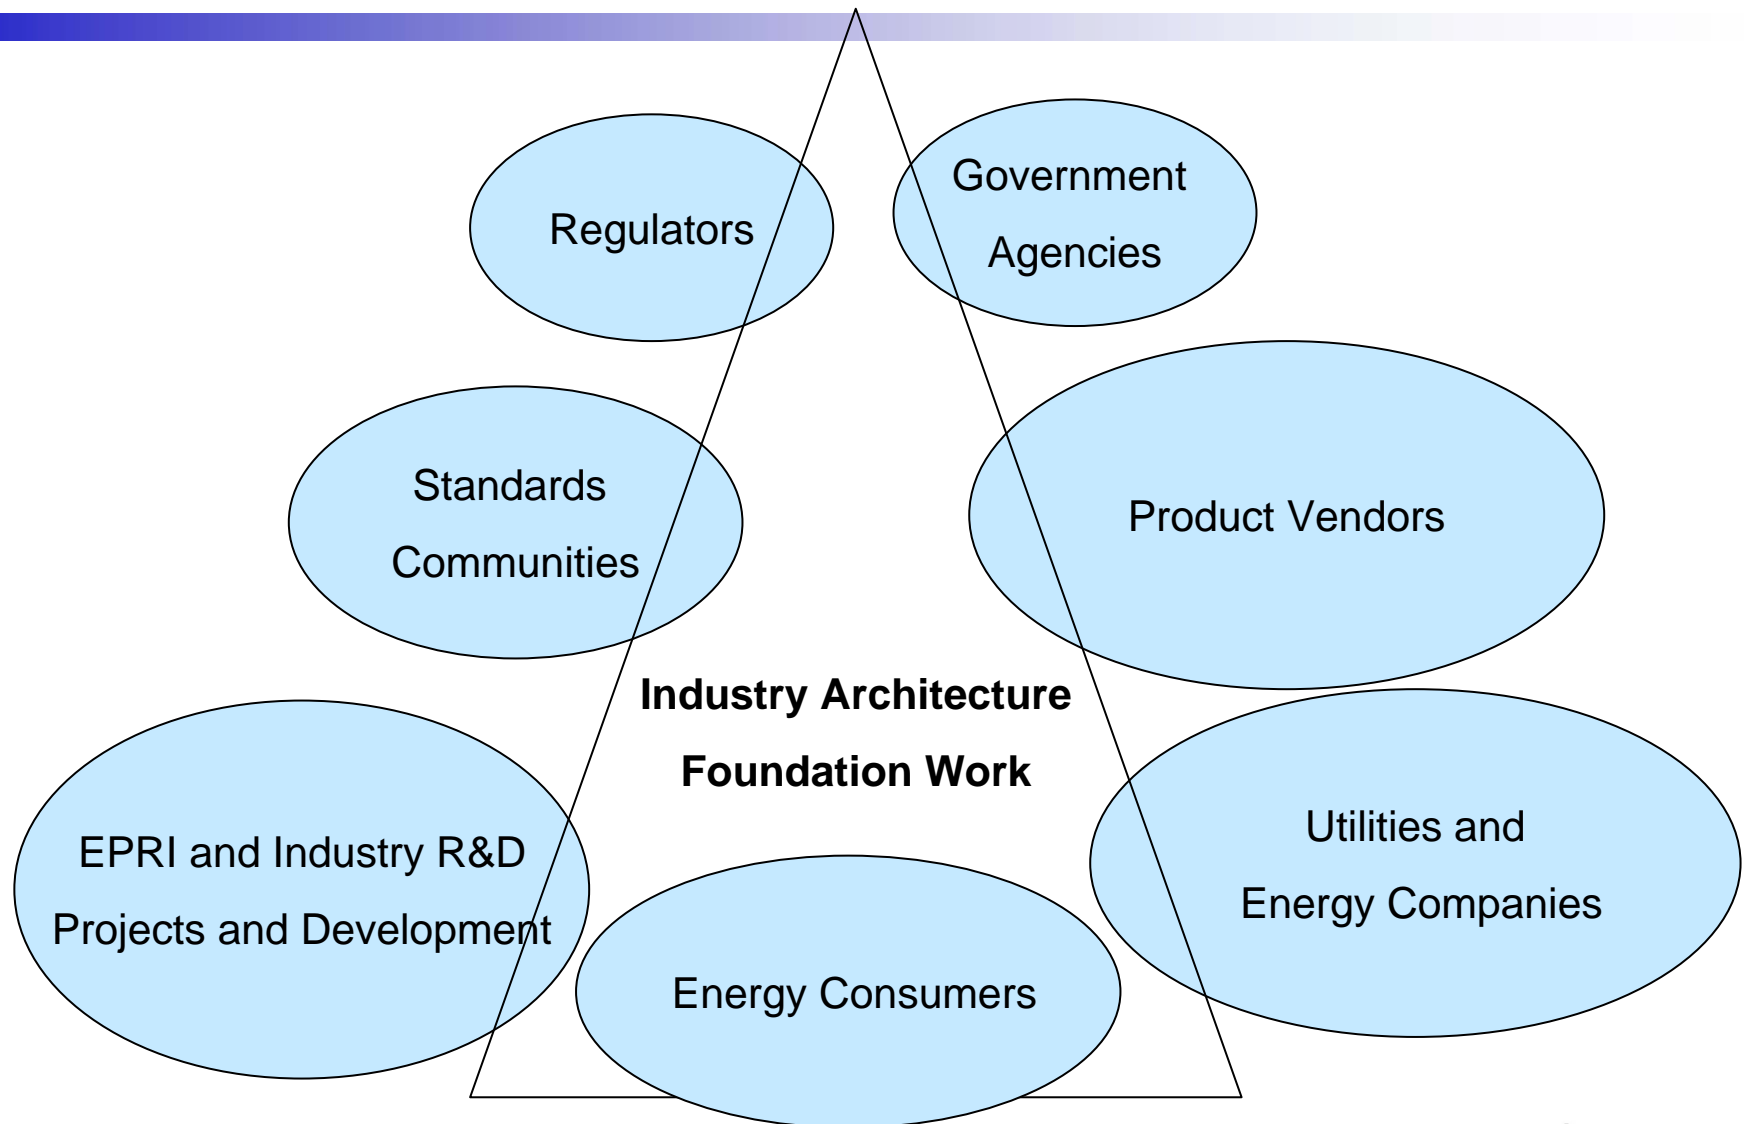 Regulators
Government
Agencies
Standards
Communities
Product Vendors
Industry Architecture
Foundation Work
EPRI and Industry R&D
Projects and Development
Utilities and
Energy Companies
Energy Consumers